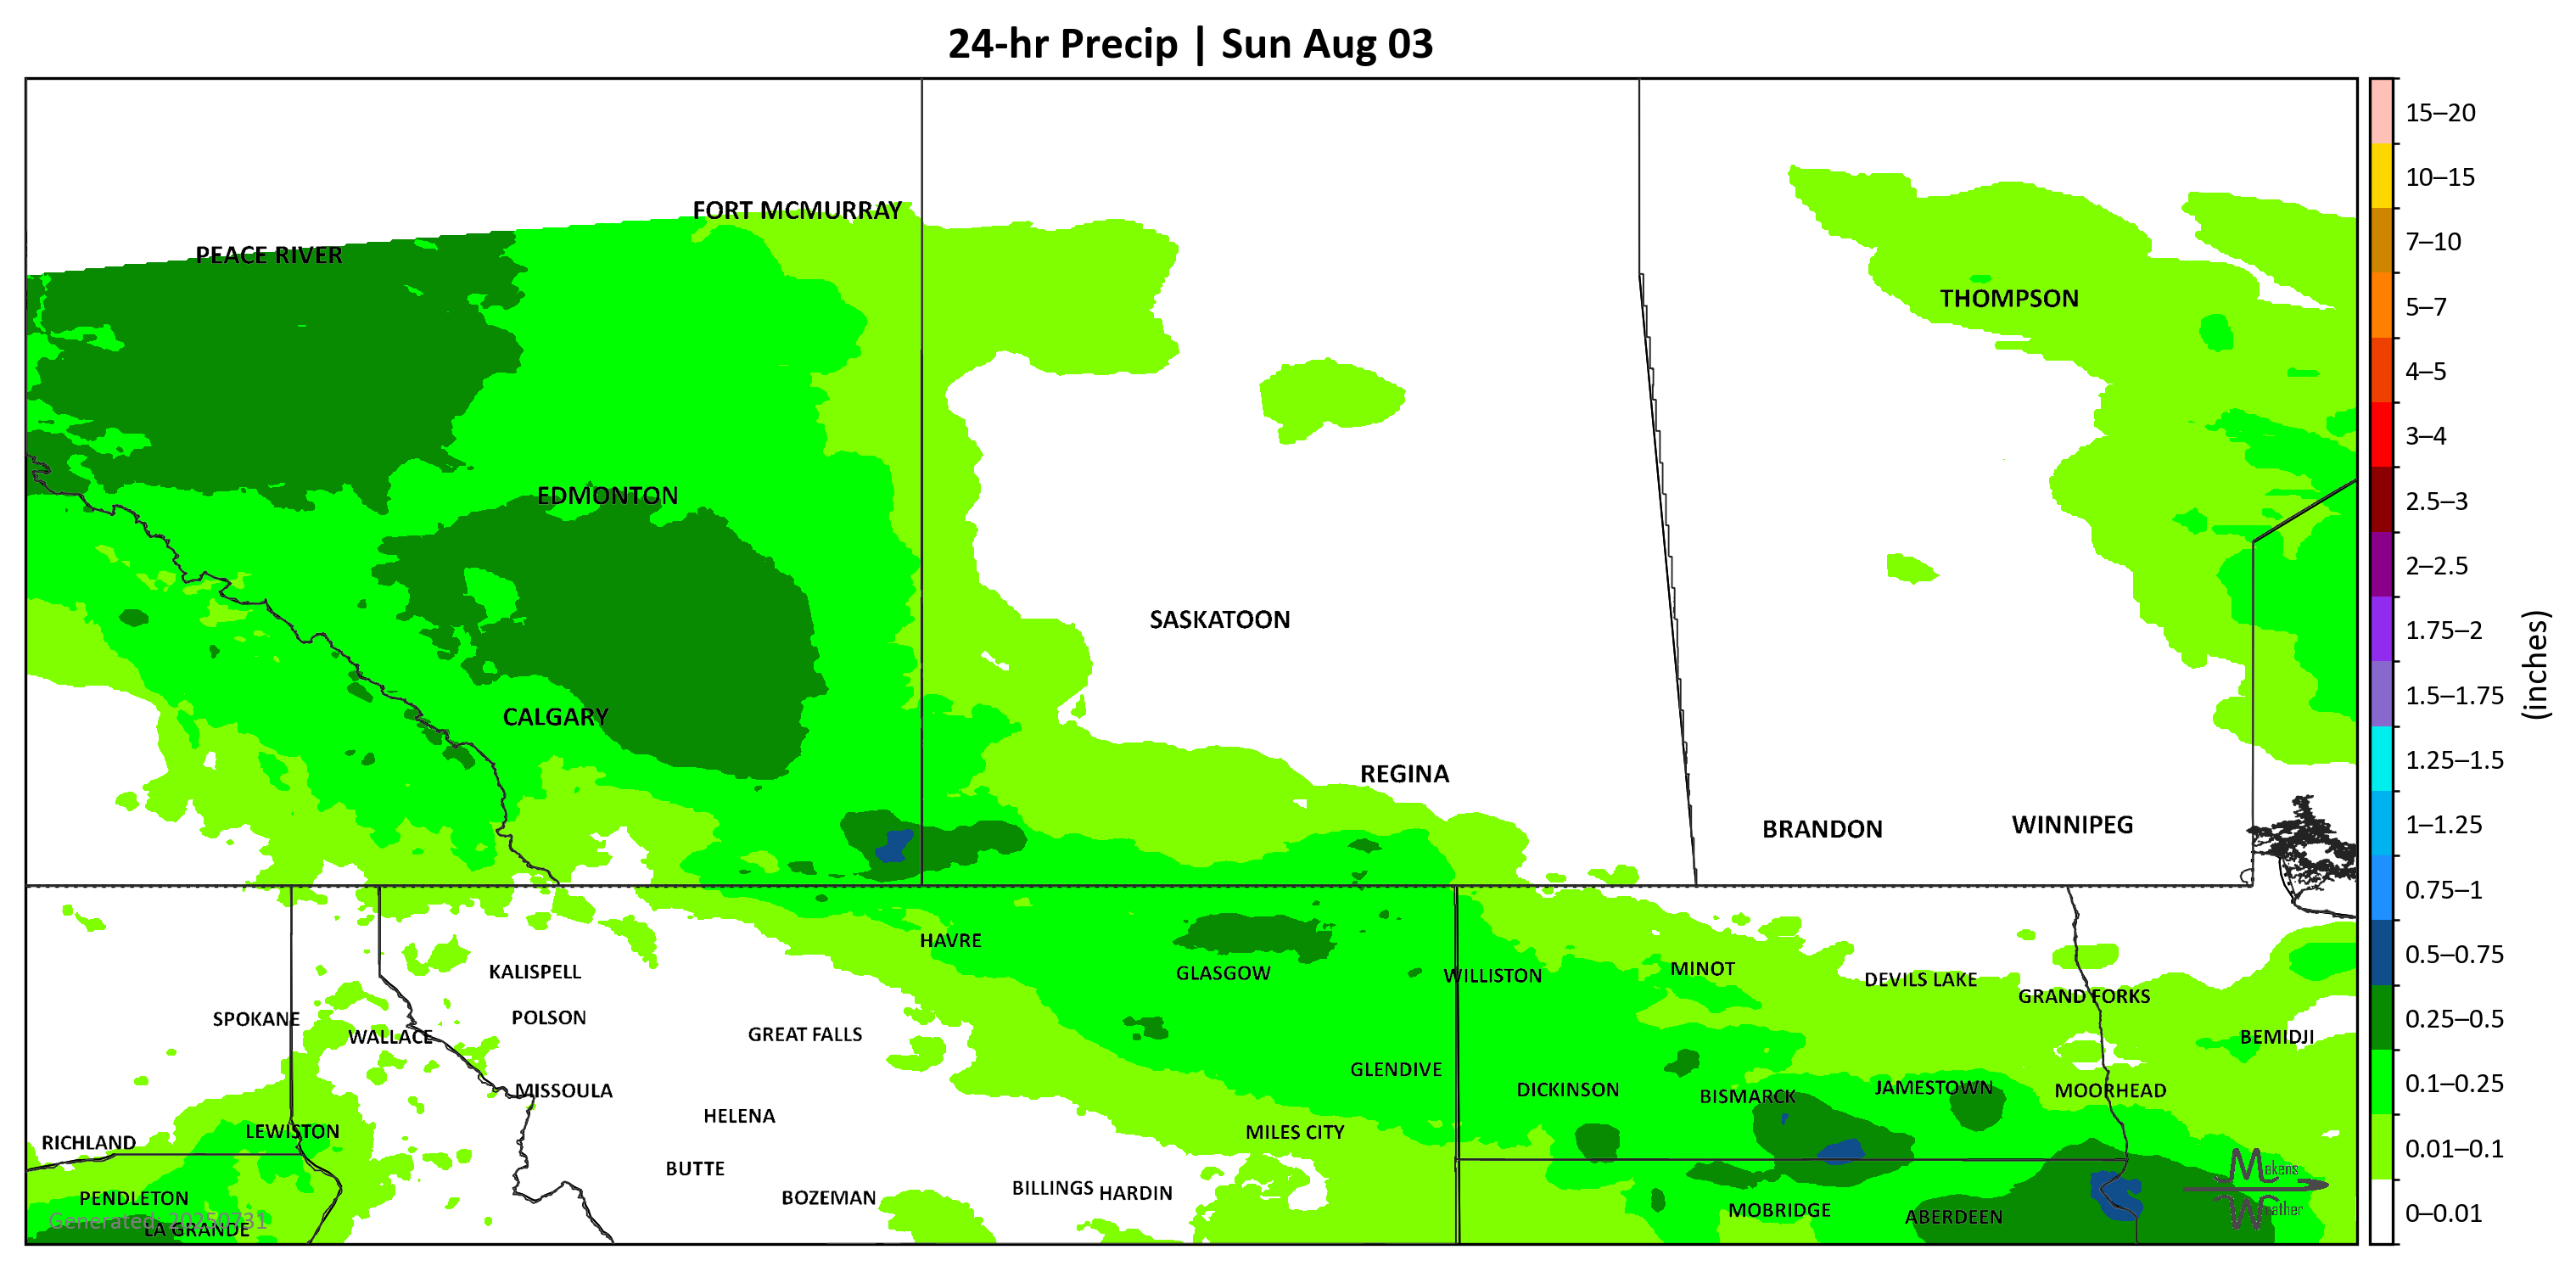 24-hr Precip | Sun Aug 03
15–20
10–15
7–10
5–7
4–5
3–4
2.5–3
2–2.5
1.75–2
1.5–1.75
1.25–1.5
1–1.25
0.75–1
0.5–0.75
0.25–0.5
0.1–0.25
0.01–0.1
0–0.01
(inches)
FORT MCMURRAY
PEACE RIVER
THOMPSON
EDMONTON
SASKATOON
CALGARY
REGINA
BRANDON
WINNIPEG
HAVRE
KALISPELL
GLASGOW
WILLISTON
MINOT
DEVILS LAKE
GRAND FORKS
SPOKANE
POLSON
WALLACE
GREAT FALLS
BEMIDJI
GLENDIVE
MISSOULA
DICKINSON
BISMARCK
JAMESTOWN
MOORHEAD
HELENA
RICHLAND
LEWISTON
MILES CITY
BUTTE
PENDLETON
BOZEMAN
BILLINGS
HARDIN
MOBRIDGE
ABERDEEN
Generated: 20250731
LA GRANDE
Makens
Weather